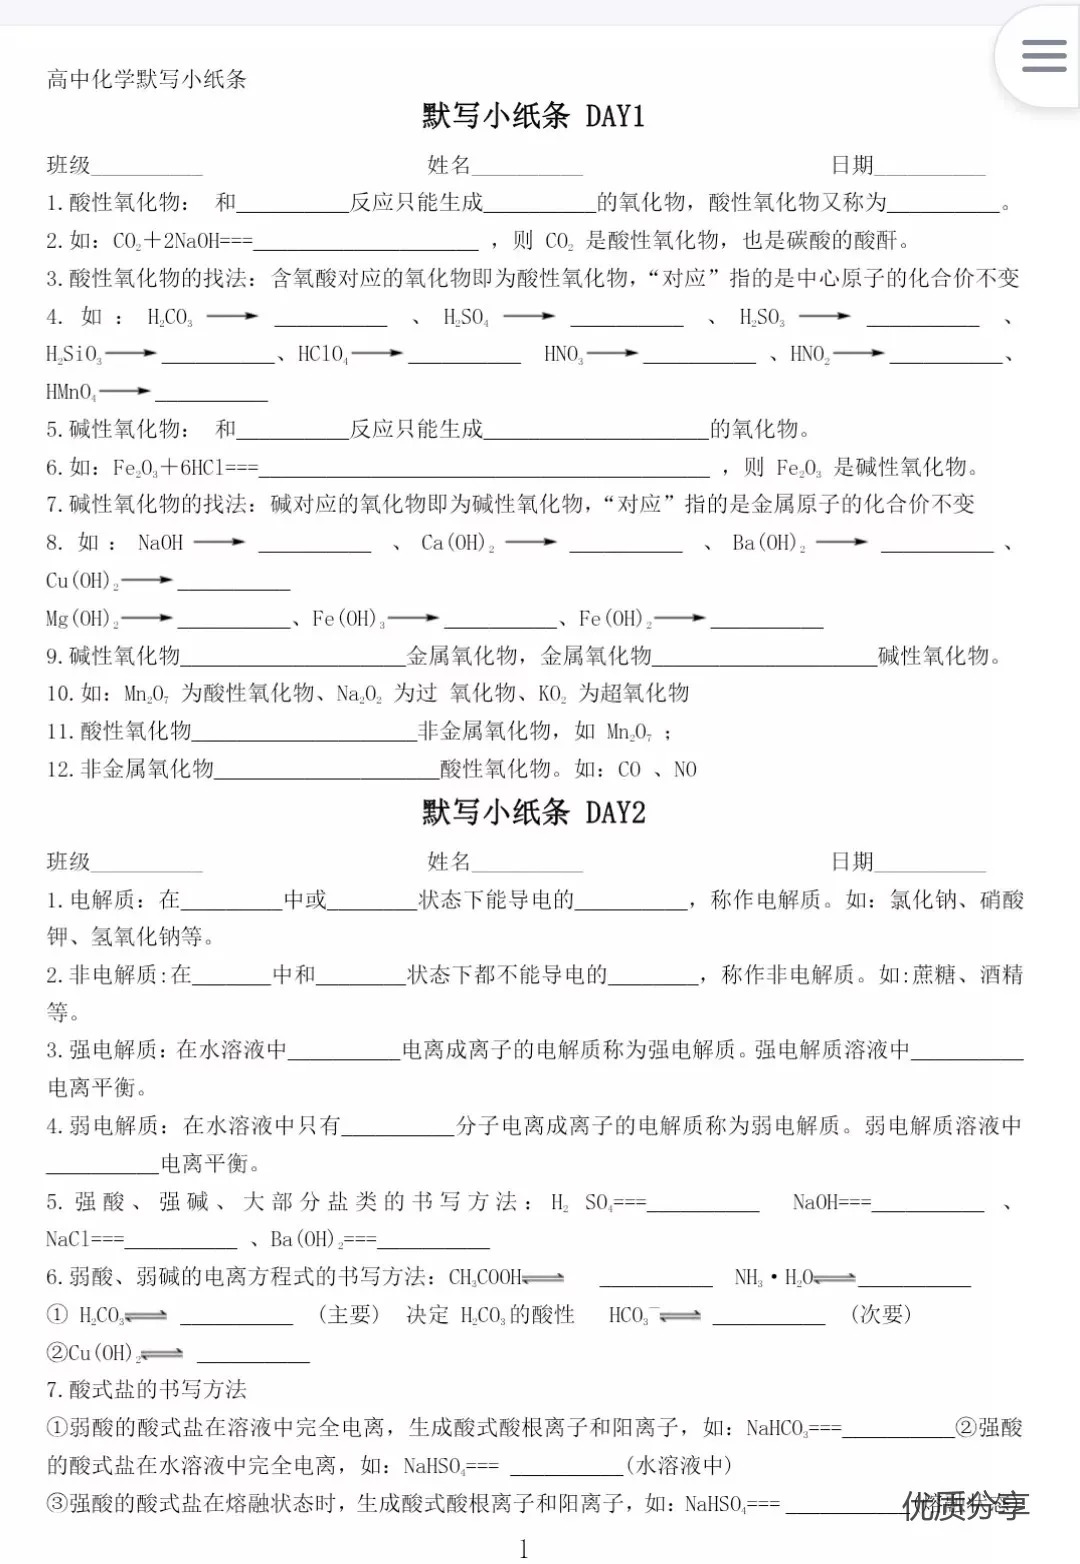 高中化学默写小纸条
默写小纸条 DAY1
班级__________ 姓名__________ 日期__________
1.酸性氧化物： 和__________反应只能生成__________的氧化物，酸性氧化物又称为__________。
2.如：CO₂＋2NaOH===____________________ ，则 CO₂ 是酸性氧化物，也是碳酸的酸酐。
3.酸性氧化物的找法：含氧酸对应的氧化物即为酸性氧化物，“对应”指的是中心原子的化合价不变
4. 如 ： H₂CO₃ ⟶ __________ 、 H₂SO₄ ⟶ __________ 、 H₂SO₃ ⟶ __________ 、
H₂SiO₃⟶__________、HClO₄⟶__________ HNO₃⟶__________ 、HNO₂⟶__________、
HMnO₄⟶__________
5.碱性氧化物： 和__________反应只能生成____________________的氧化物。
6.如：Fe₂O₃＋6HCl===________________________________________ ，则 Fe₂O₃ 是碱性氧化物。
7.碱性氧化物的找法：碱对应的氧化物即为碱性氧化物，“对应”指的是金属原子的化合价不变
8. 如 ： NaOH ⟶ __________ 、 Ca(OH)₂ ⟶ __________ 、 Ba(OH)₂ ⟶ __________ 、
Cu(OH)₂⟶__________
Mg(OH)₂⟶__________、Fe(OH)₃⟶__________、Fe(OH)₂⟶__________
9.碱性氧化物____________________金属氧化物，金属氧化物____________________碱性氧化物。
10.如：Mn₂O₇ 为酸性氧化物、Na₂O₂ 为过 氧化物、KO₂ 为超氧化物
11.酸性氧化物____________________非金属氧化物，如 Mn₂O₇ ；
12.非金属氧化物____________________酸性氧化物。如：CO 、NO
默写小纸条 DAY2
班级__________ 姓名__________ 日期__________
1.电解质：在_________中或________状态下能导电的__________，称作电解质。如：氯化钠、硝酸
钾、氢氧化钠等。
2.非电解质:在_______中和________状态下都不能导电的________，称作非电解质。如:蔗糖、酒精
等。
3.强电解质：在水溶液中__________电离成离子的电解质称为强电解质。强电解质溶液中__________
电离平衡。
4.弱电解质：在水溶液中只有__________分子电离成离子的电解质称为弱电解质。弱电解质溶液中
__________电离平衡。
5. 强 酸 、 强 碱 、 大 部 分 盐 类 的 书 写 方 法 ： H₂ SO₄===__________ NaOH===__________ 、
NaCl===__________ 、Ba(OH)₂===__________
6.弱酸、弱碱的电离方程式的书写方法：CH₃COOH⇌ __________ NH₃·H₂O⇌__________
① H₂CO₃⇌ __________ (主要) 决定 H₂CO₃的酸性 HCO₃⁻⇌ __________ (次要)
②Cu(OH)₂⇌ __________
7.酸式盐的书写方法
①弱酸的酸式盐在溶液中完全电离，生成酸式酸根离子和阳离子，如：NaHCO₃===__________②强酸
的酸式盐在水溶液中完全电离，如：NaHSO₄=== __________(水溶液中)
③强酸的酸式盐在熔融状态时，生成酸式酸根离子和阳离子，如：NaHSO₄=== __________
优质分享
1